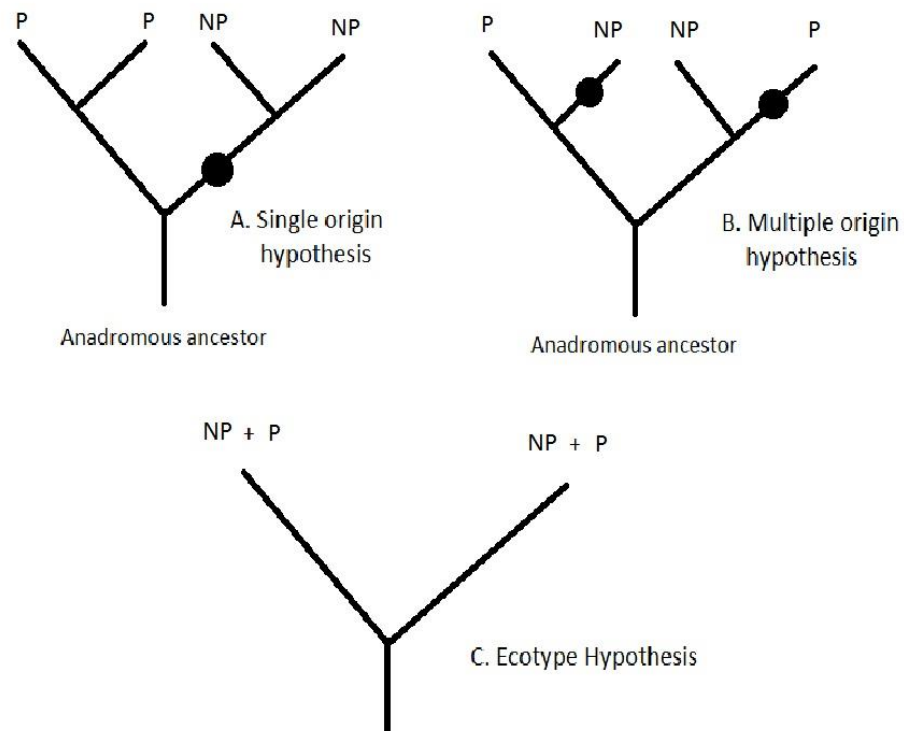 P
P
NP
NP
A. Single origin
hypothesis
Anadromous ancestor
P
NP
NP
P
B. Multiple origin
hypothesis
Anadromous ancestor
NP + P
NP + P
C. Ecotype Hypothesis